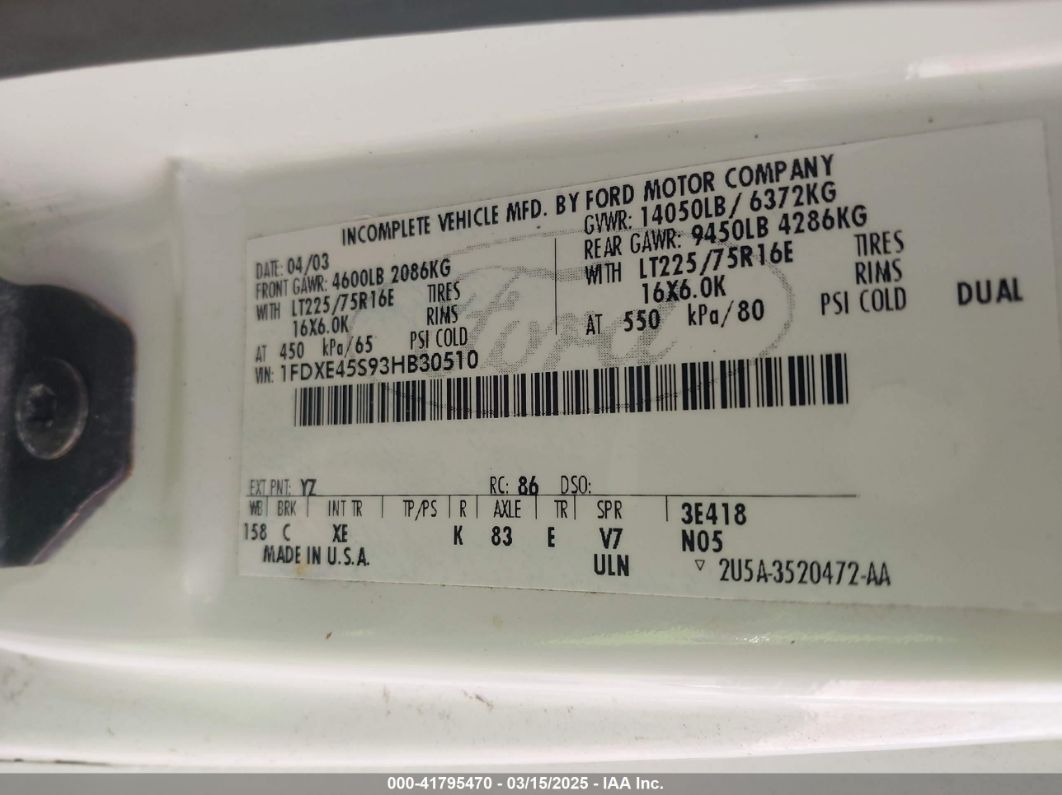 INCOMPLETE VEHICLE MFD. BY FORD MOTOR COMPANY
DATE: 04/03
GVWR: 14050LB/ 6372KG
FRONT GAWR: 4600LB 2086KG
REAR GAWR: 9450LB 4286KG
WITH LT225/75R16E TIRES
WITH LT225/75R16E TIRES
16X6.0K RIMS
16X6.0K RIMS
AT 450 kPa/65 PSI COLD
AT 550 kPa/80 PSI COLD DUAL
VIN: 1FDXE45S93HB30510
Ford
EXT PNT: YZ RC: 86 DSO:
WB BRK INT TR TP/PS R AXLE TR SPR 3E418
158 C XE K 83 E V7 N05
MADE IN U.S.A. ULN ▽ 2U5A-3520472-AA
000-41795470 - 03/15/2025 - IAA Inc.